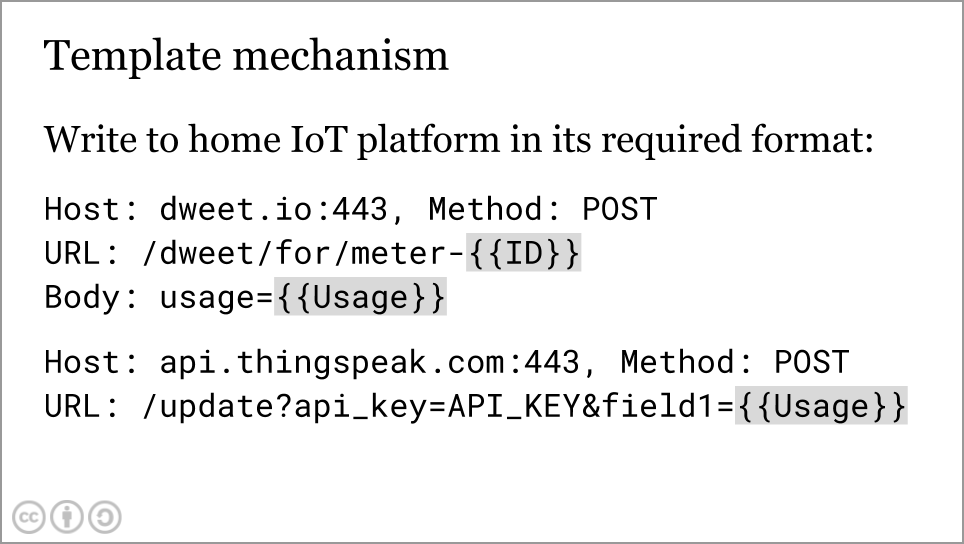 Template mechanism
Write to home IoT platform in its required format:
Host: dweet.io:443, Method: POST
URL: /dweet/for/meter-{{ID}}
Body: usage={{Usage}}
Host: api.thingspeak.com:443, Method: POST
URL: /update?api_key=API_KEY&field1={{Usage}}
cc